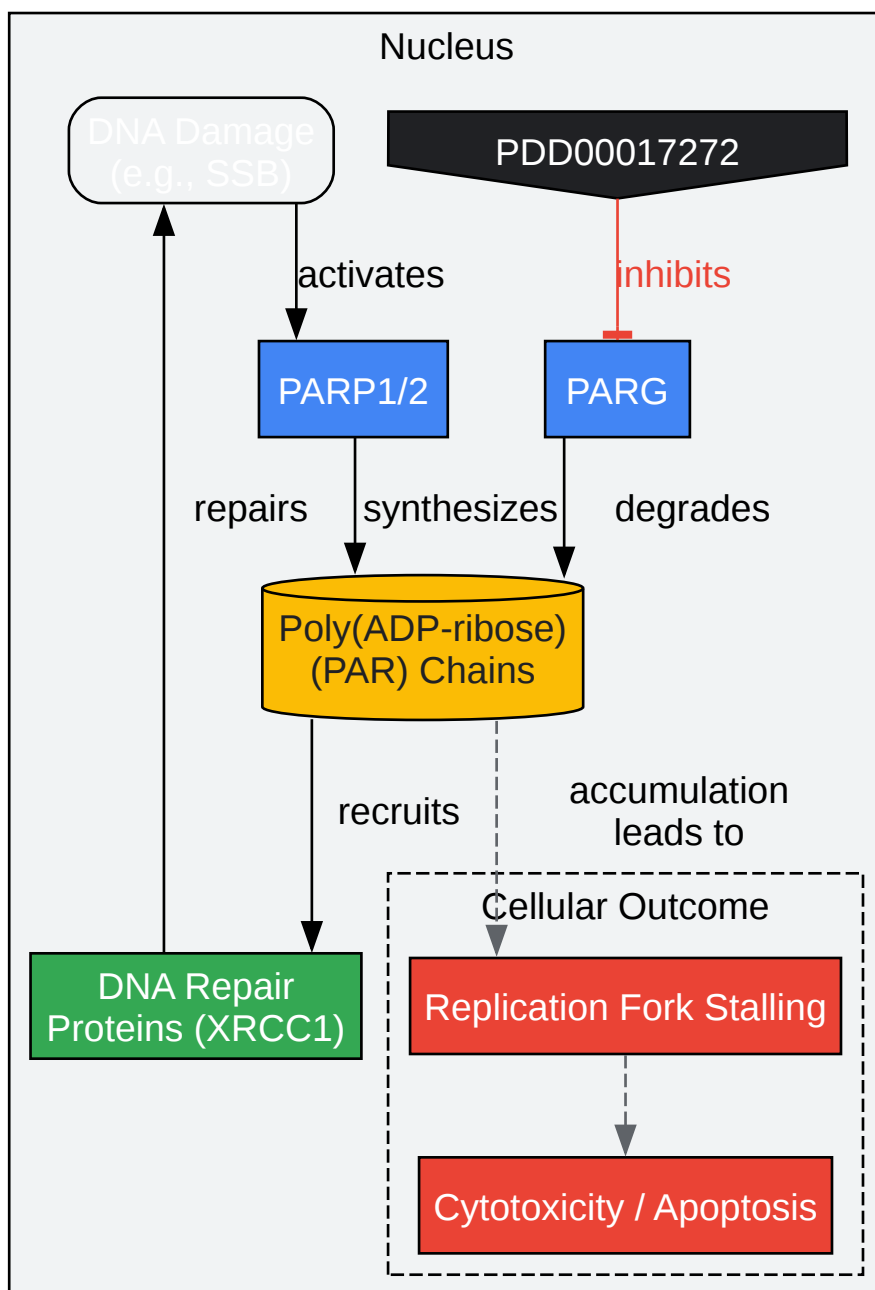 Nucleus
DNA Damage
(e.g., SSB)
PDD00017272
activates
inhibits
PARP1/2
PARG
repairs
synthesizes
degrades
Poly(ADP-ribose)
(PAR) Chains
recruits
accumulation
leads to
Cellular Outcome
DNA Repair
Proteins (XRCC1)
Replication Fork Stalling
Cytotoxicity / Apoptosis